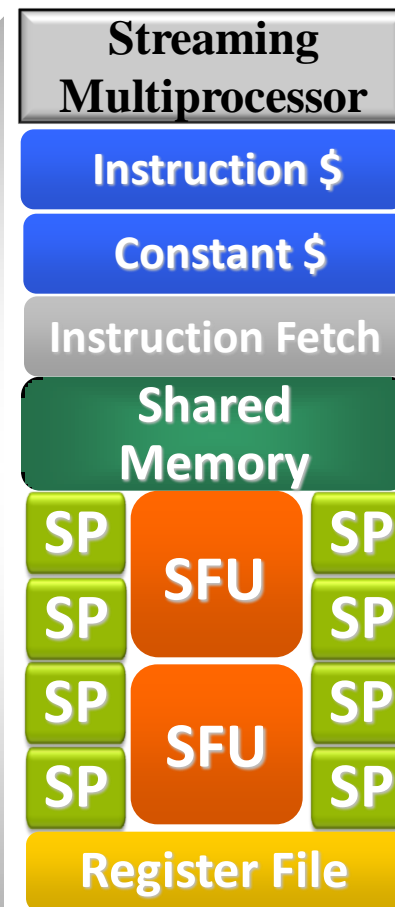 Streaming
Multiprocessor
Instruction $
Constant $
Instruction Fetch
Shared
Memory
SP
SFU
SP
SP
SP
SP
SFU
SP
SP
SP
Register File